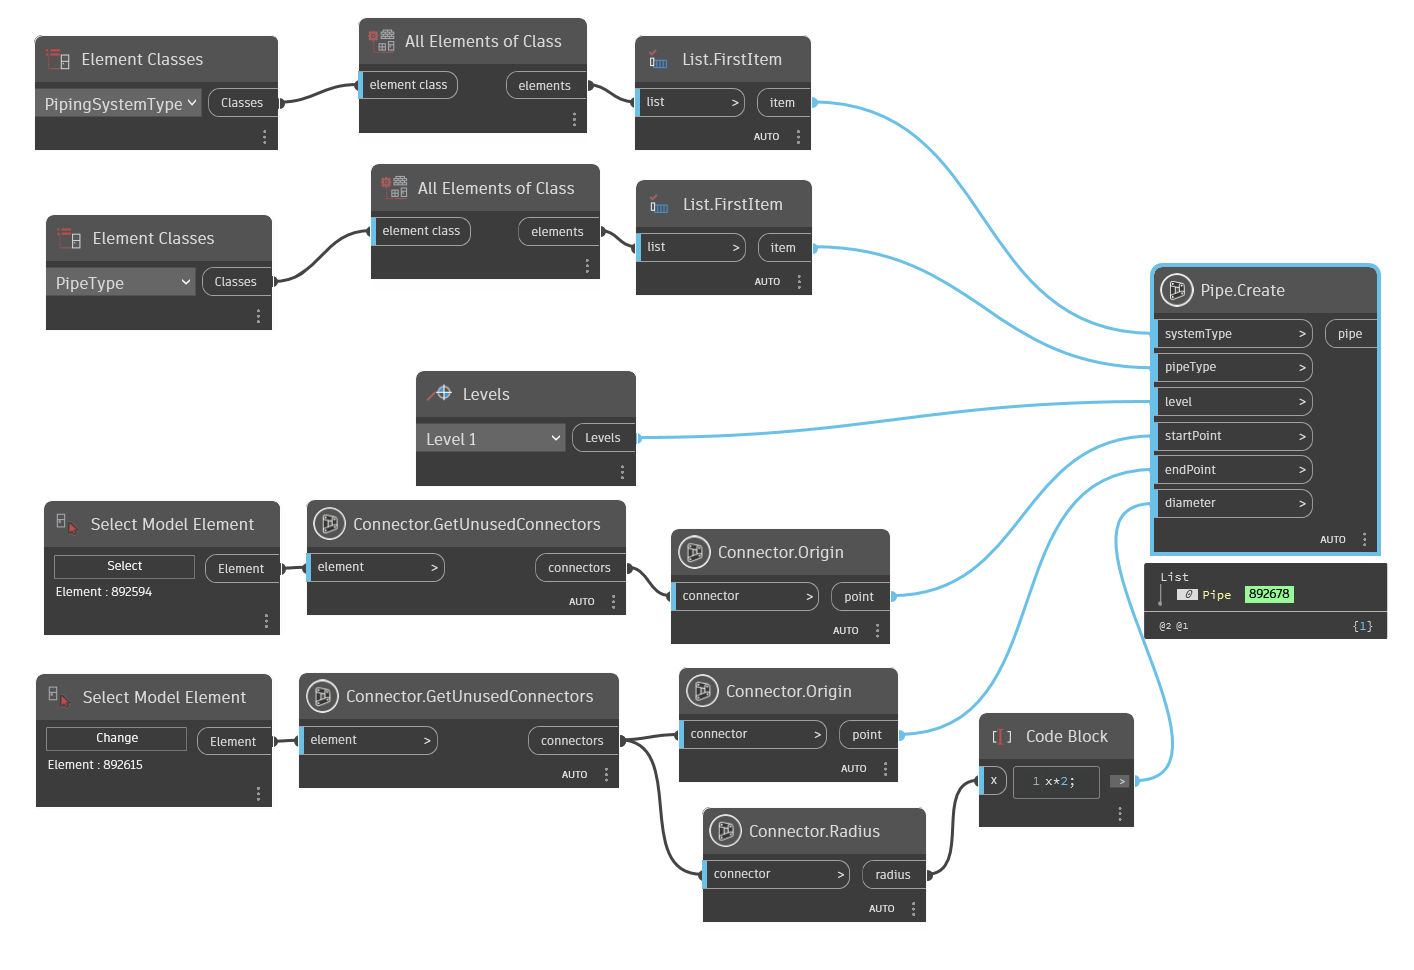 Element Classes
PipingSystemType
Classes
All Elements of Class
element class
elements
List.FirstItem
list >
item
AUTO
Element Classes
PipeType
Classes
All Elements of Class
element class
elements
List.FirstItem
list >
item
AUTO
Levels
Level 1
Levels
Select Model Element
Select
Element
Element : 892594
Connector.GetUnusedConnectors
element >
connectors
AUTO
Connector.Origin
connector >
point
AUTO
Select Model Element
Change
Element
Element : 892615
Connector.GetUnusedConnectors
element >
connectors
AUTO
Connector.Origin
connector >
point
AUTO
Connector.Radius
connector >
radius
AUTO
Code Block
x
1 x*2;
>
Pipe.Create
systemType >
pipe
pipeType >
level >
startPoint >
endPoint >
diameter >
AUTO
List
0 Pipe 892678
@2 @1 {1}